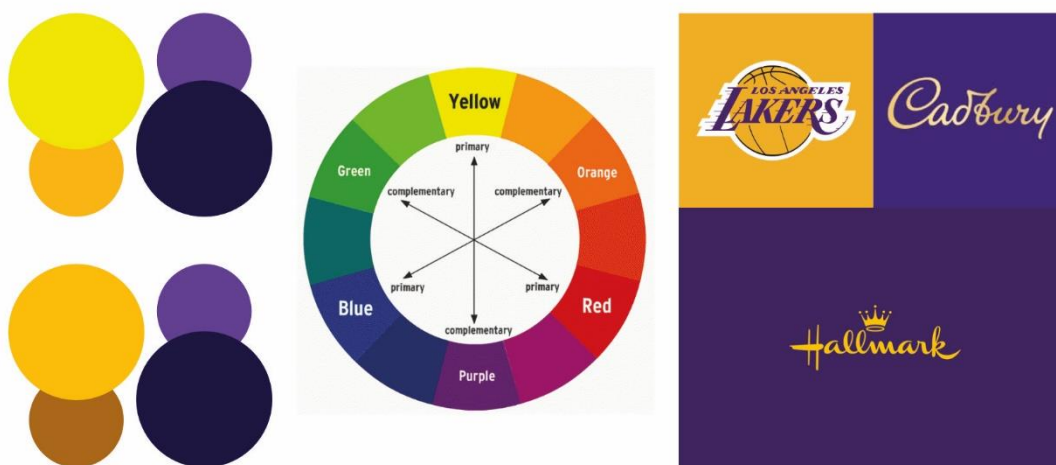 Yellow
primary
Green
Orange
complementary
complementary
primary
primary
Blue
Red
complementary
Purple
LOS ANGELES
LAKERS
Cadbury
Hallmark